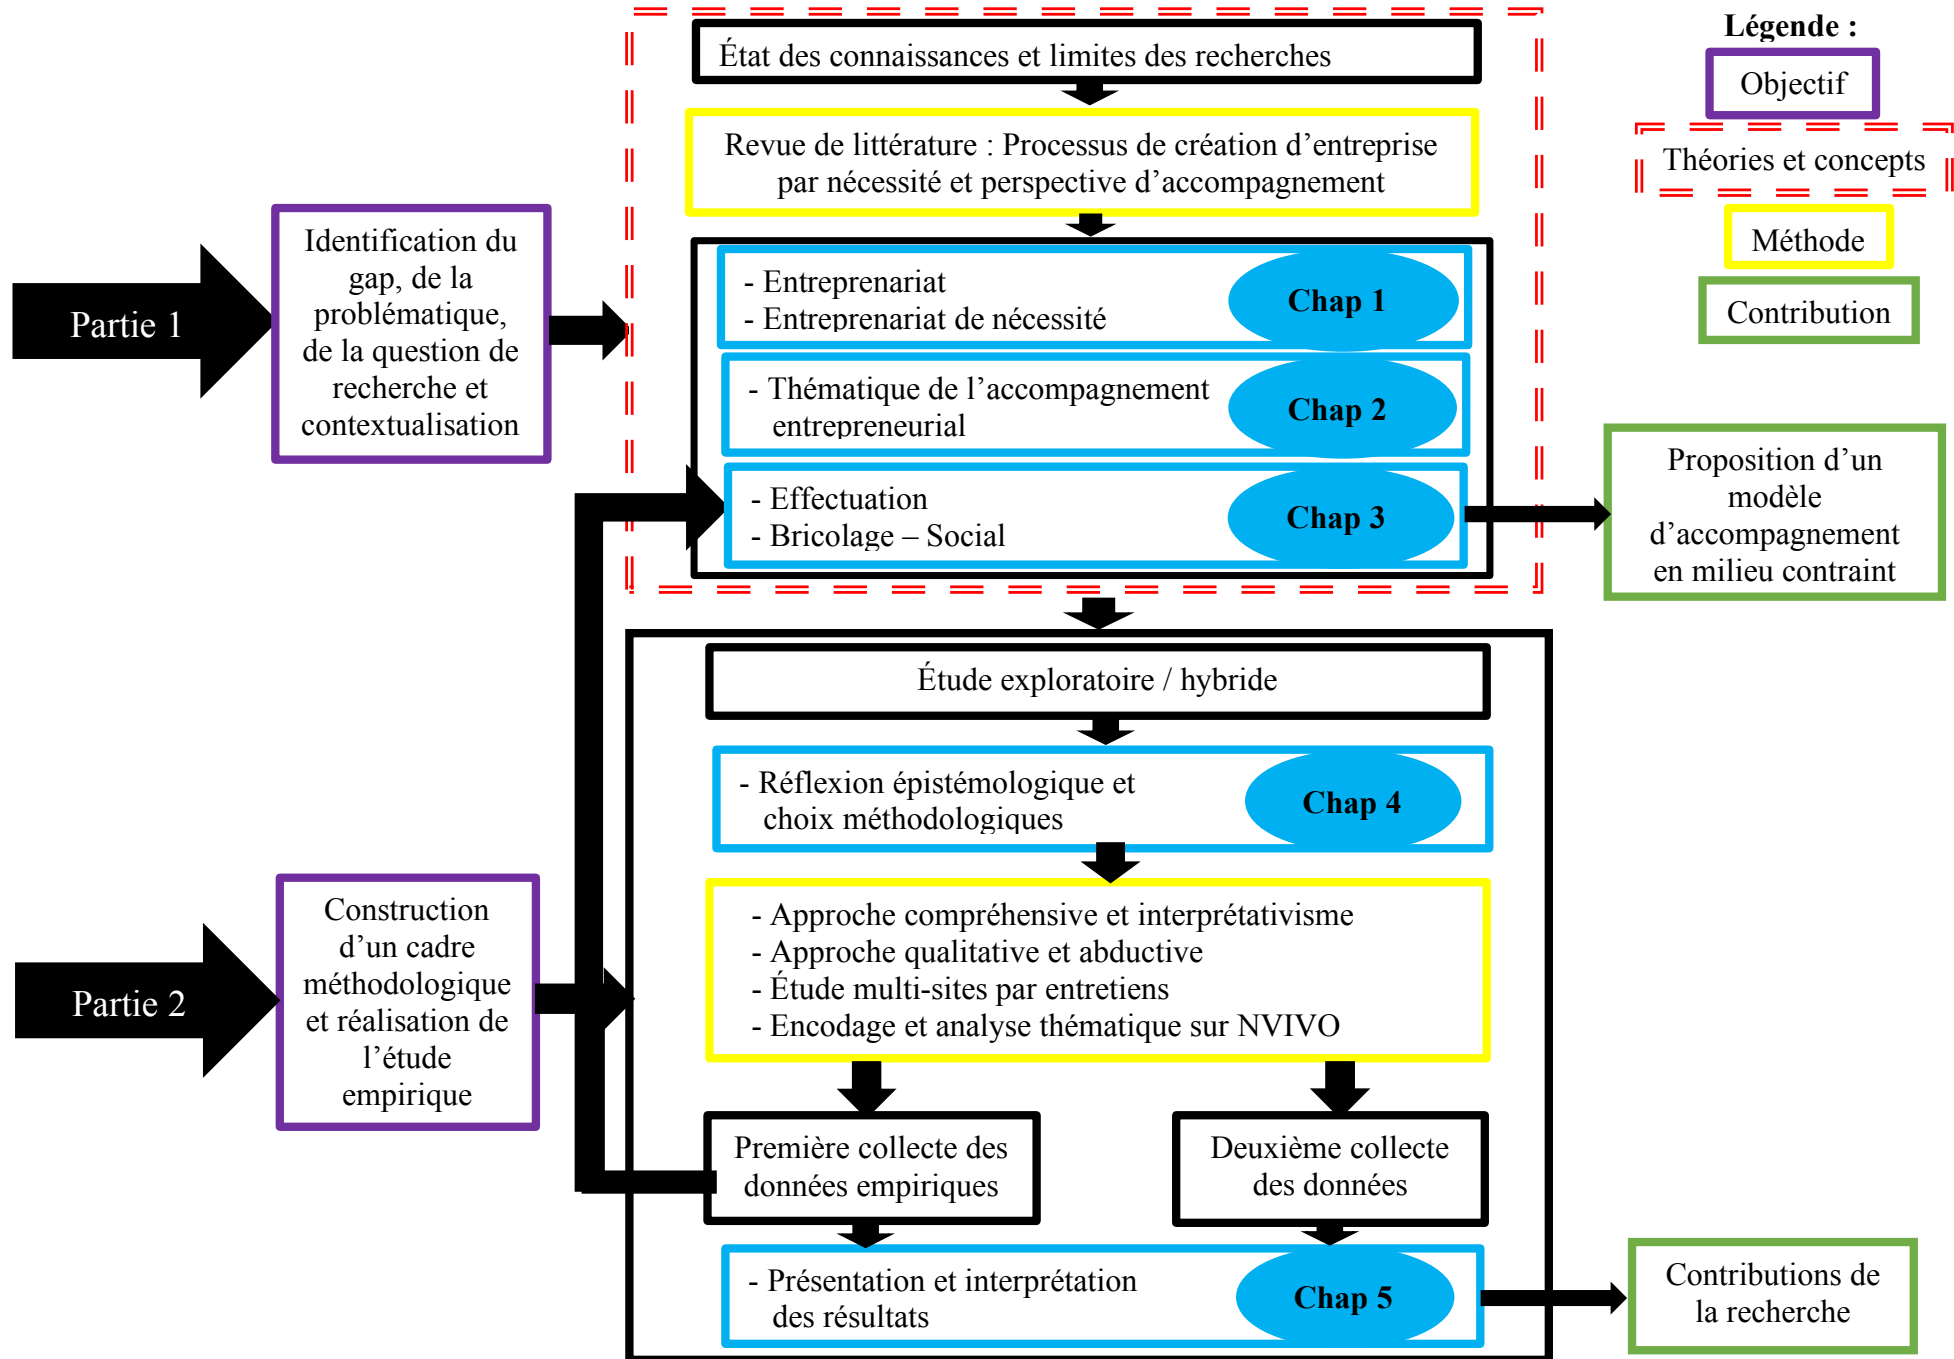 État des connaissances et limites des recherches
Revue de littérature : Processus de création d’entreprise
par nécessité et perspective d’accompagnement
Partie 1
Identification du
gap, de la
problématique,
de la question de
recherche et
contextualisation
- Entreprenariat
- Entreprenariat de nécessité
Chap 1
- Thématique de l’accompagnement
entrepreneurial
Chap 2
- Effectuation
- Bricolage – Social
Chap 3
Légende :
Objectif
Théories et concepts
Méthode
Contribution
Proposition d’un
modèle
d’accompagnement
en milieu contraint
Étude exploratoire / hybride
- Réflexion épistémologique et
choix méthodologiques
Chap 4
Partie 2
Construction
d’un cadre
méthodologique
et réalisation de
l’étude
empirique
- Approche compréhensive et interprétativisme
- Approche qualitative et abductive
- Étude multi-sites par entretiens
- Encodage et analyse thématique sur NVIVO
Première collecte des
données empiriques
Deuxième collecte
des données
- Présentation et interprétation
des résultats
Chap 5
Contributions de
la recherche